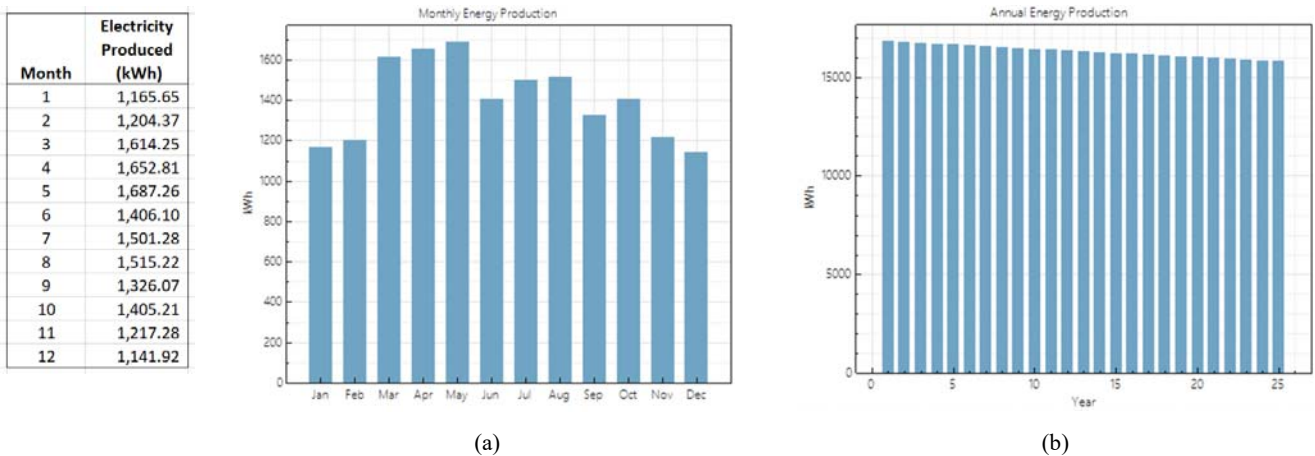 Month Electricity Produced (kWh)
1 1,165.65
2 1,204.37
3 1,614.25
4 1,652.81
5 1,687.26
6 1,406.10
7 1,501.28
8 1,515.22
9 1,326.07
10 1,405.21
11 1,217.28
12 1,141.92
Monthly Energy Production
kWh
1600
1400
1200
1000
800
600
400
200
0
Jan Feb Mar Apr May Jun Jul Aug Sep Oct Nov Dec
(a)
Annual Energy Production
kWh
15000
10000
5000
0
0 5 10 15 20 25
Year
(b)